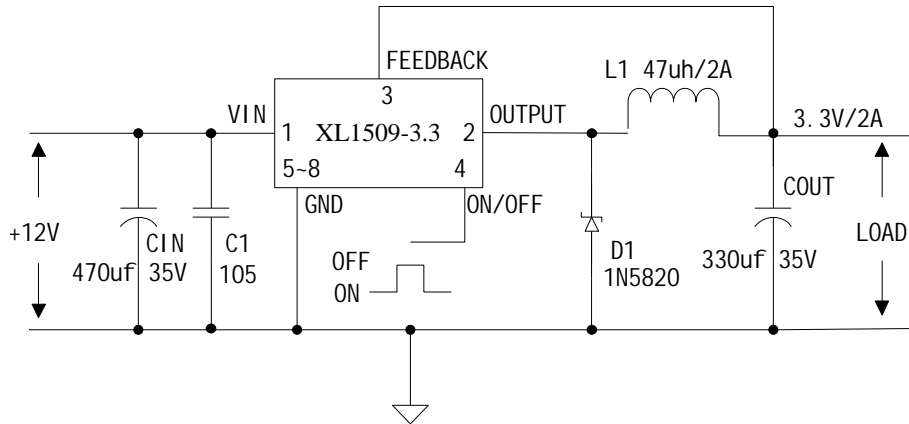 FEEDBACK
L1 47uh/2A
3
VIN
OUTPUT
1 XL1509-3.3 2
3.3V/2A
5~8 4
GND
ON/OFF
COUT
+12V
CIN
C1
OFF
D1
LOAD
470uf 35V
105
ON
1N5820
330uf 35V